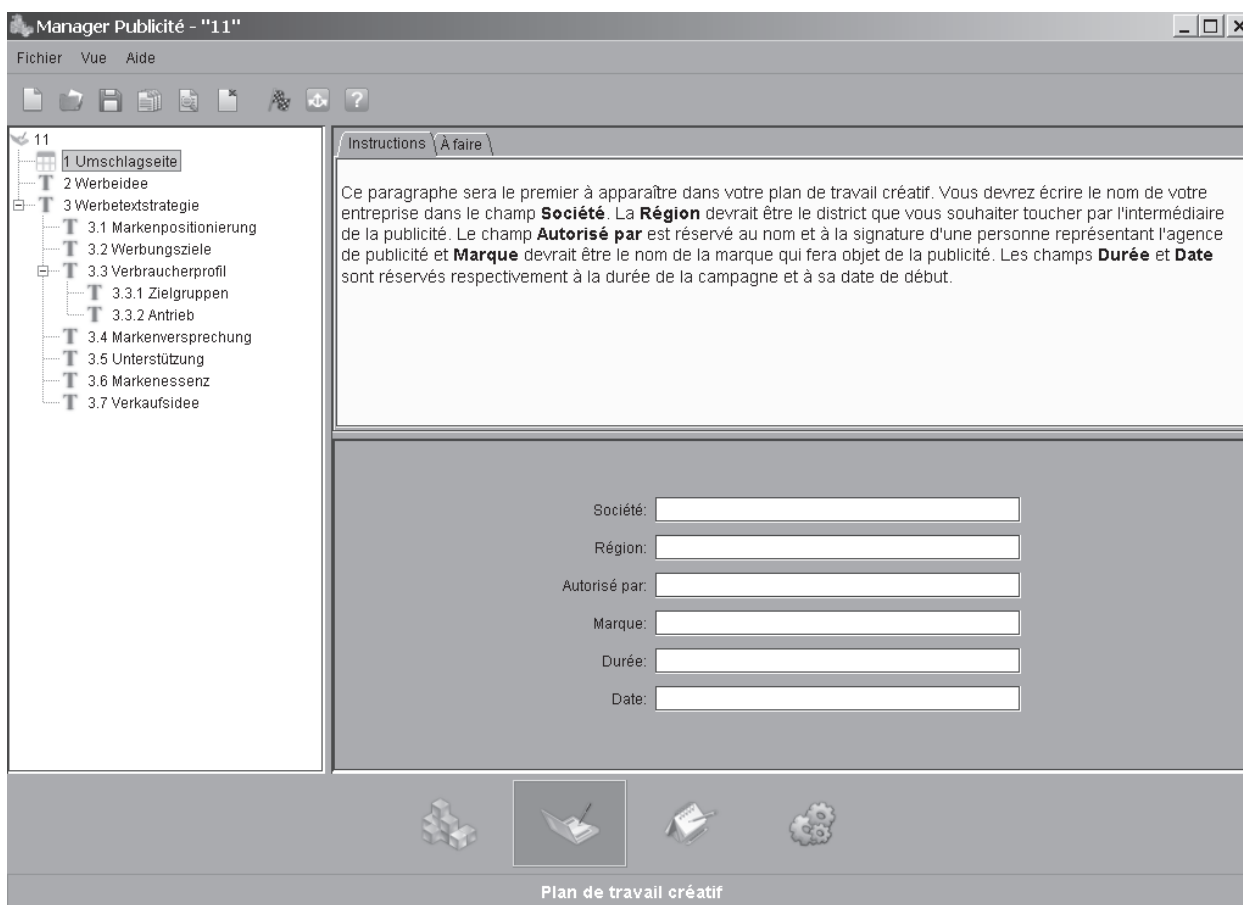 Manager Publicité - "11"
Fichier Vue Aide
11
1 Umschlagseite
2 Werbeidee
3 Werbetextstrategie
3.1 Markenpositionierung
3.2 Werbungsziele
3.3 Verbraucherprofil
3.3.1 Zielgruppen
3.3.2 Antrieb
3.4 Markenversprechung
3.5 Unterstützung
3.6 Markenessenz
3.7 Verkaufsidee
Instructions À faire
Ce paragraphe sera le premier à apparaître dans votre plan de travail créatif. Vous devrez écrire le nom de votre
entreprise dans le champ Société. La Région devrait être le district que vous souhaiter toucher par l'intermédiaire
de la publicité. Le champ Autorisé par est réservé au nom et à la signature d'une personne représentant l'agence
de publicité et Marque devrait être le nom de la marque qui fera objet de la publicité. Les champs Durée et Date
sont réservés respectivement à la durée de la campagne et à sa date de début.
Société:
Région:
Autorisé par:
Marque:
Durée:
Date:
Plan de travail créatif